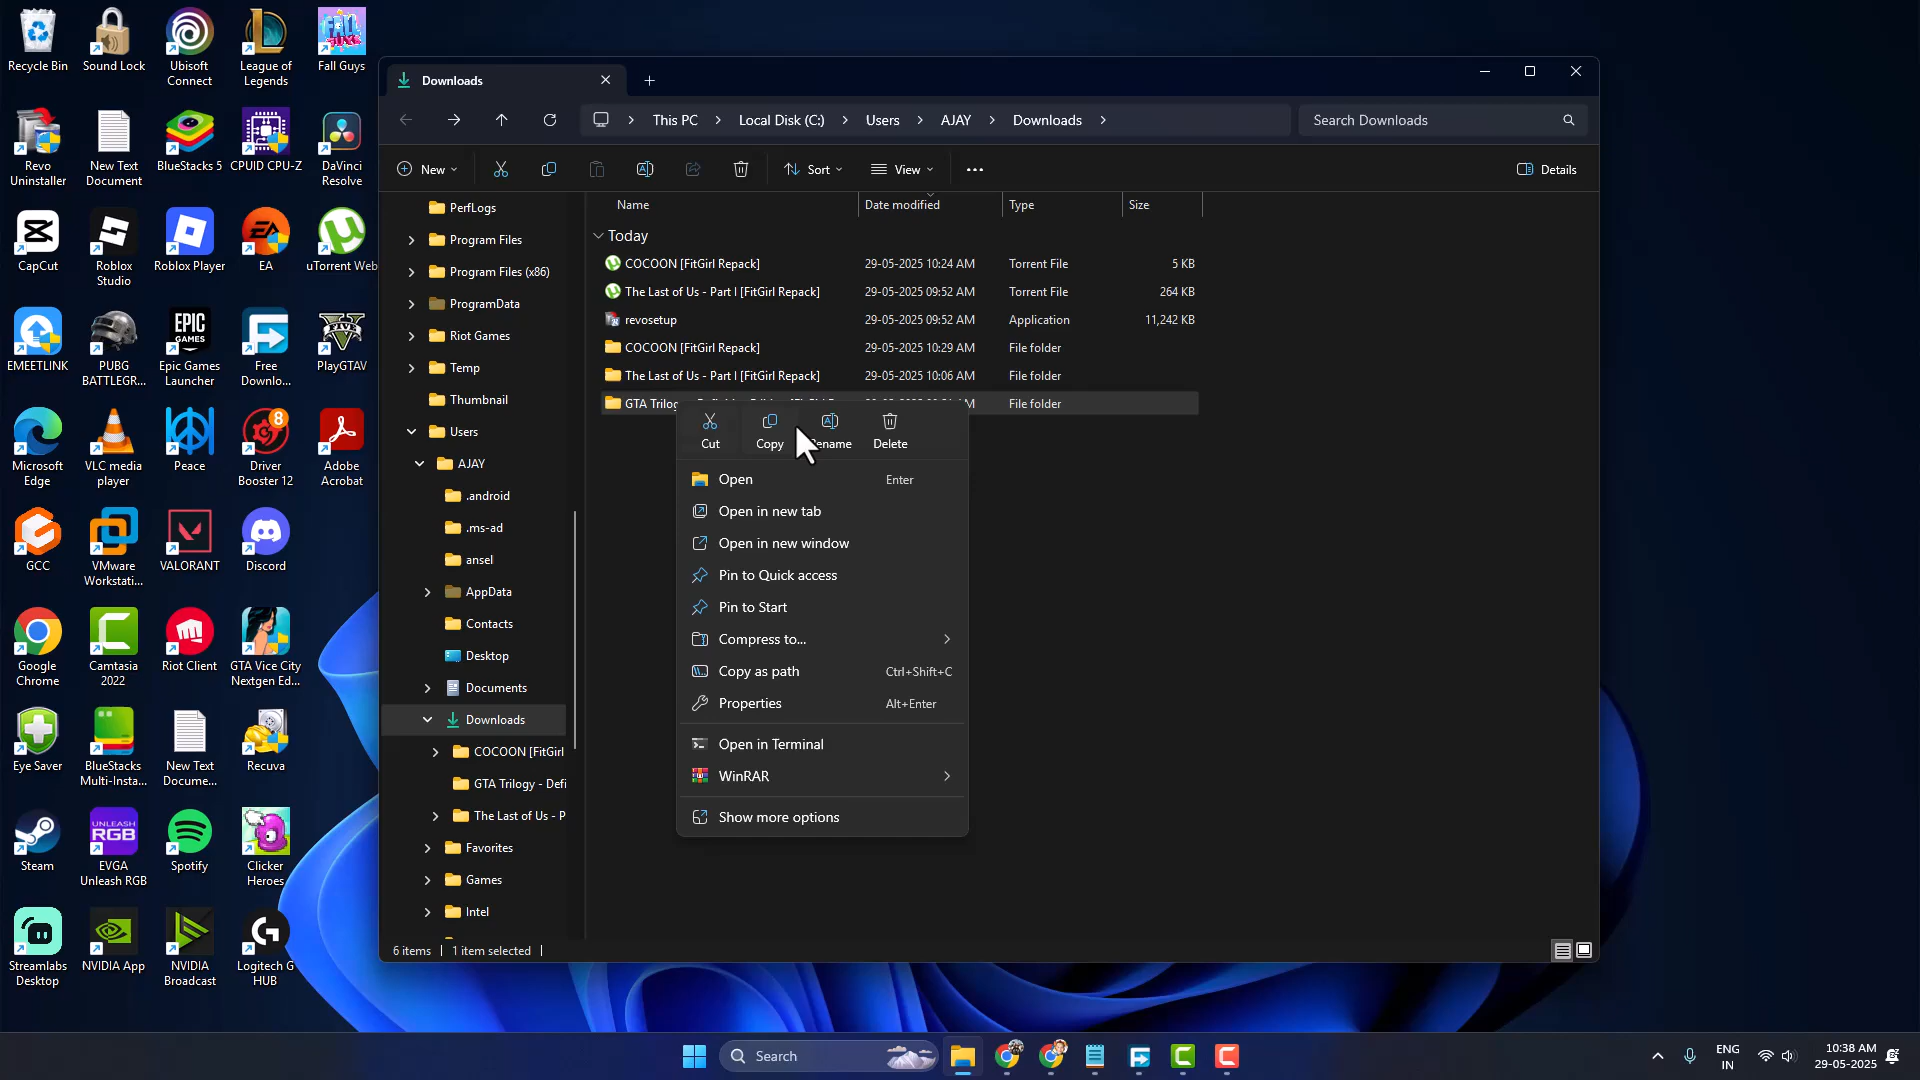 Recycle Bin
Sound Lock
Ubisoft
Connect
League of
Legends
Fall Guys
Revo
Uninstaller
New Text
Document
BlueStacks 5
CPUID CPU-Z
DaVinci
Resolve
CapCut
Roblox
Studio
Roblox Player
EA
uTorrent Web
EMEETLINK
PUBG
BATTLEGR...
Epic Games
Launcher
Free
Downlo...
PlayGTAV
Microsoft
Edge
VLC media
player
Peace
Driver
Booster 12
Adobe
Acrobat
GCC
VMware
Workstati...
VALORANT
Discord
Google
Chrome
Camtasia
2022
Riot Client
GTA Vice City
Nextgen Ed...
Eye Saver
BlueStacks
Multi-Insta...
New Text
Docume...
Recuva
Steam
EVGA
Unleash RGB
Spotify
Clicker
Heroes
Streamlabs
Desktop
NVIDIA App
NVIDIA
Broadcast
Logitech G
HUB
Downloads
This PC
Local Disk (C:)
Users
AJAY
Downloads
Search Downloads
New
Sort
View
Details
PerfLogs
Program Files
Program Files (x86)
ProgramData
Riot Games
Temp
Thumbnail
Users
AJAY
.android
.ms-ad
ansel
AppData
Contacts
Desktop
Documents
Downloads
COCOON [FitGirl
GTA Trilogy - Defi
The Last of Us - P
Favorites
Games
Intel
Name Date modified Type Size
Today
COCOON [FitGirl Repack] 29-05-2025 10:24 AM Torrent File 5 KB
The Last of Us - Part I [FitGirl Repack] 29-05-2025 09:52 AM Torrent File 264 KB
revosetup 29-05-2025 09:52 AM Application 11,242 KB
COCOON [FitGirl Repack] 29-05-2025 10:29 AM File folder
The Last of Us - Part I [FitGirl Repack] 29-05-2025 10:06 AM File folder
GTA Trilogy File folder
Cut
Copy
Delete
Open Enter
Open in new tab
Open in new window
Pin to Quick access
Pin to Start
Compress to...
Copy as path Ctrl+Shift+C
Properties Alt+Enter
Open in Terminal
WinRAR
Show more options
6 items 1 item selected
Search
ENG
IN
10:38 AM
29-05-2025